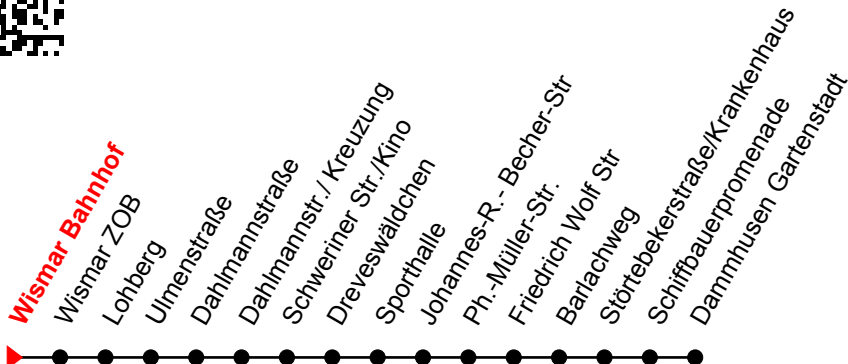 Wismar Bahnhof
Wismar ZOB
Lohberg
Ulmenstraße
Dahlmannstraße
Dahlmannstr./ Kreuzung
Schweriner Str./Kino
Dreveswäldchen
Sporthalle
Johannes-R.- Becher-Str
Ph.-Müller-Str.
Friedrich Wolf Str
Barlachweg
Störtebekerstraße/Krankenhaus
Schiffbauerpromenade
Dammhusen Gartenstadt